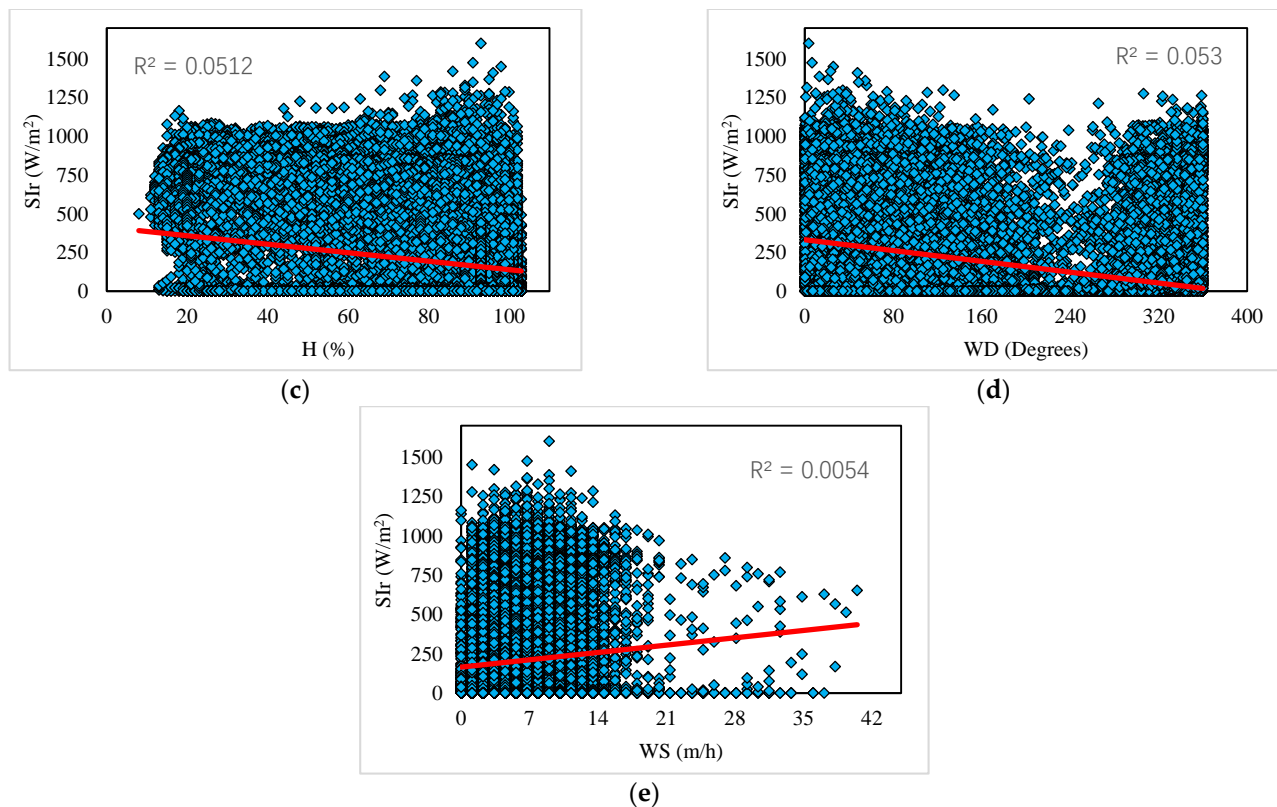 SIr (W/m²)
1500
1250
1000
750
500
250
0
R² = 0.0512
0 20 40 60 80 100
H (%)
(c)
SIr (W/m²)
1500
1250
1000
750
500
250
0
R² = 0.053
0 80 160 240 320 400
WD (Degrees)
(d)
SIr (W/m²)
1500
1250
1000
750
500
250
0
R² = 0.0054
0 7 14 21 28 35 42
WS (m/h)
(e)